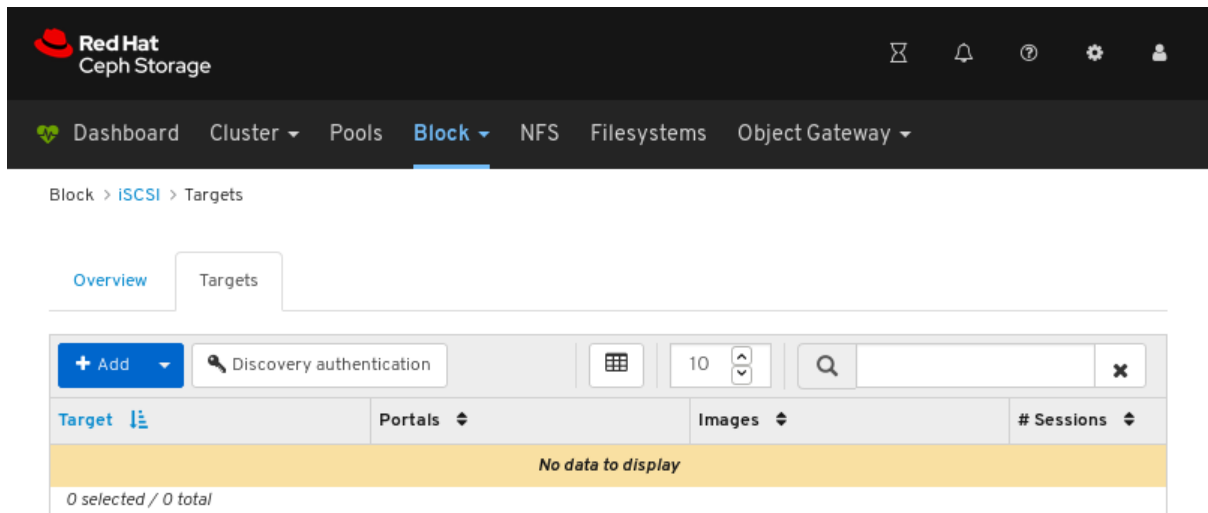 Red Hat
Ceph Storage
Dashboard Cluster Pools Block NFS Filesystems Object Gateway
Block > iSCSI > Targets
Overview Targets
Add Discovery authentication 10
Target Portals Images # Sessions
No data to display
0 selected / 0 total